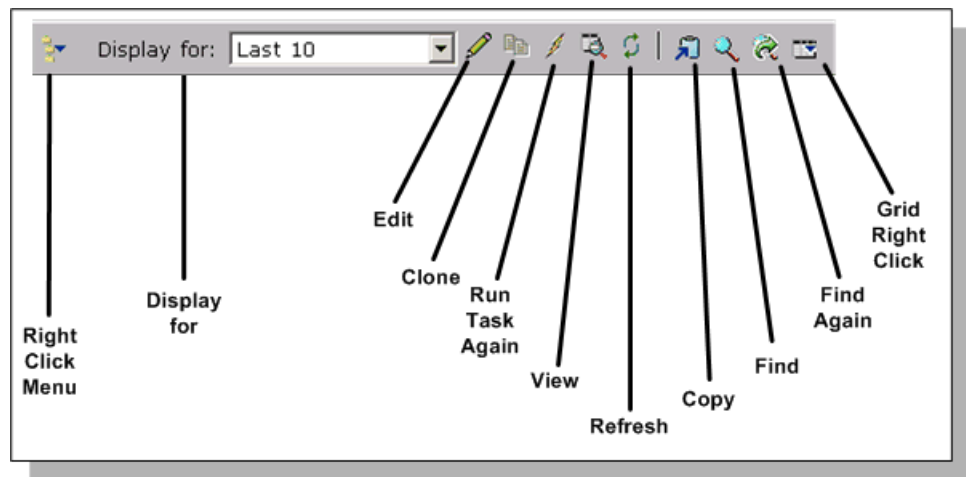 Display for: Last 10
Edit
Clone
Run
Task
Again
View
Refresh
Copy
Find
Find
Again
Grid
Right
Click
Display
for
Right
Click
Menu